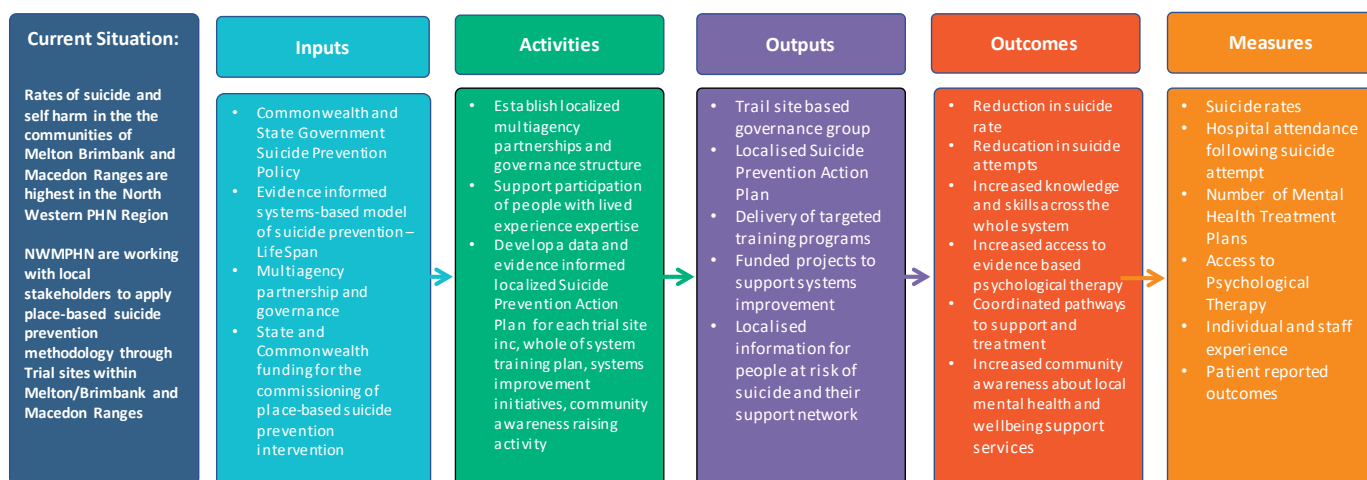 Current Situation:
Rates of suicide and
self harm in the the
communities of
Melton Brimbank and
Macedon Ranges are
highest in the North
Western PHN Region
NWMPHN are working
with local
stakeholders to apply
place-based suicide
prevention
methodology through
Trial sites within
Melton/Brimbank and
Macedon Ranges
Inputs
• Commonwealth and
State Government
Suicide Prevention
Policy
• Evidence informed
systems-based model
of suicide prevention –
LifeSpan
• Multiagency
partnership and
governance
• State and
Commonwealth
funding for the
commissioning of
place-based suicide
prevention
intervention
Activities
• Establish localized
multiagency
partnerships and
governance structure
• Support participation
of people with lived
experience expertise
• Develop a data and
evidence informed
localized Suicide
Prevention Action
Plan for each trial site
inc, whole of system
training plan, systems
improvement
initiatives, community
awareness raising
activity
Outputs
• Trail site based
governance group
• Localised Suicide
Prevention Action
Plan
• Delivery of targeted
training programs
• Funded projects to
support systems
improvement
• Localised
information for
people at risk of
suicide and their
support network
Outcomes
• Reduction in suicide
rate
• Reducation in suicide
attempts
• Increased knowledge
and skills across the
whole system
• Increased access to
evidence based
psychological therapy
• Coordinated pathways
to support and
treatment
• Increased community
awareness about local
mental health and
wellbeing support
services
Measures
• Suicide rates
• Hospital attendance
following suicide
attempt
• Number of Mental
Health Treatment
Plans
• Access to
Psychological
Therapy
• Individual and staff
experience
• Patient reported
outcomes